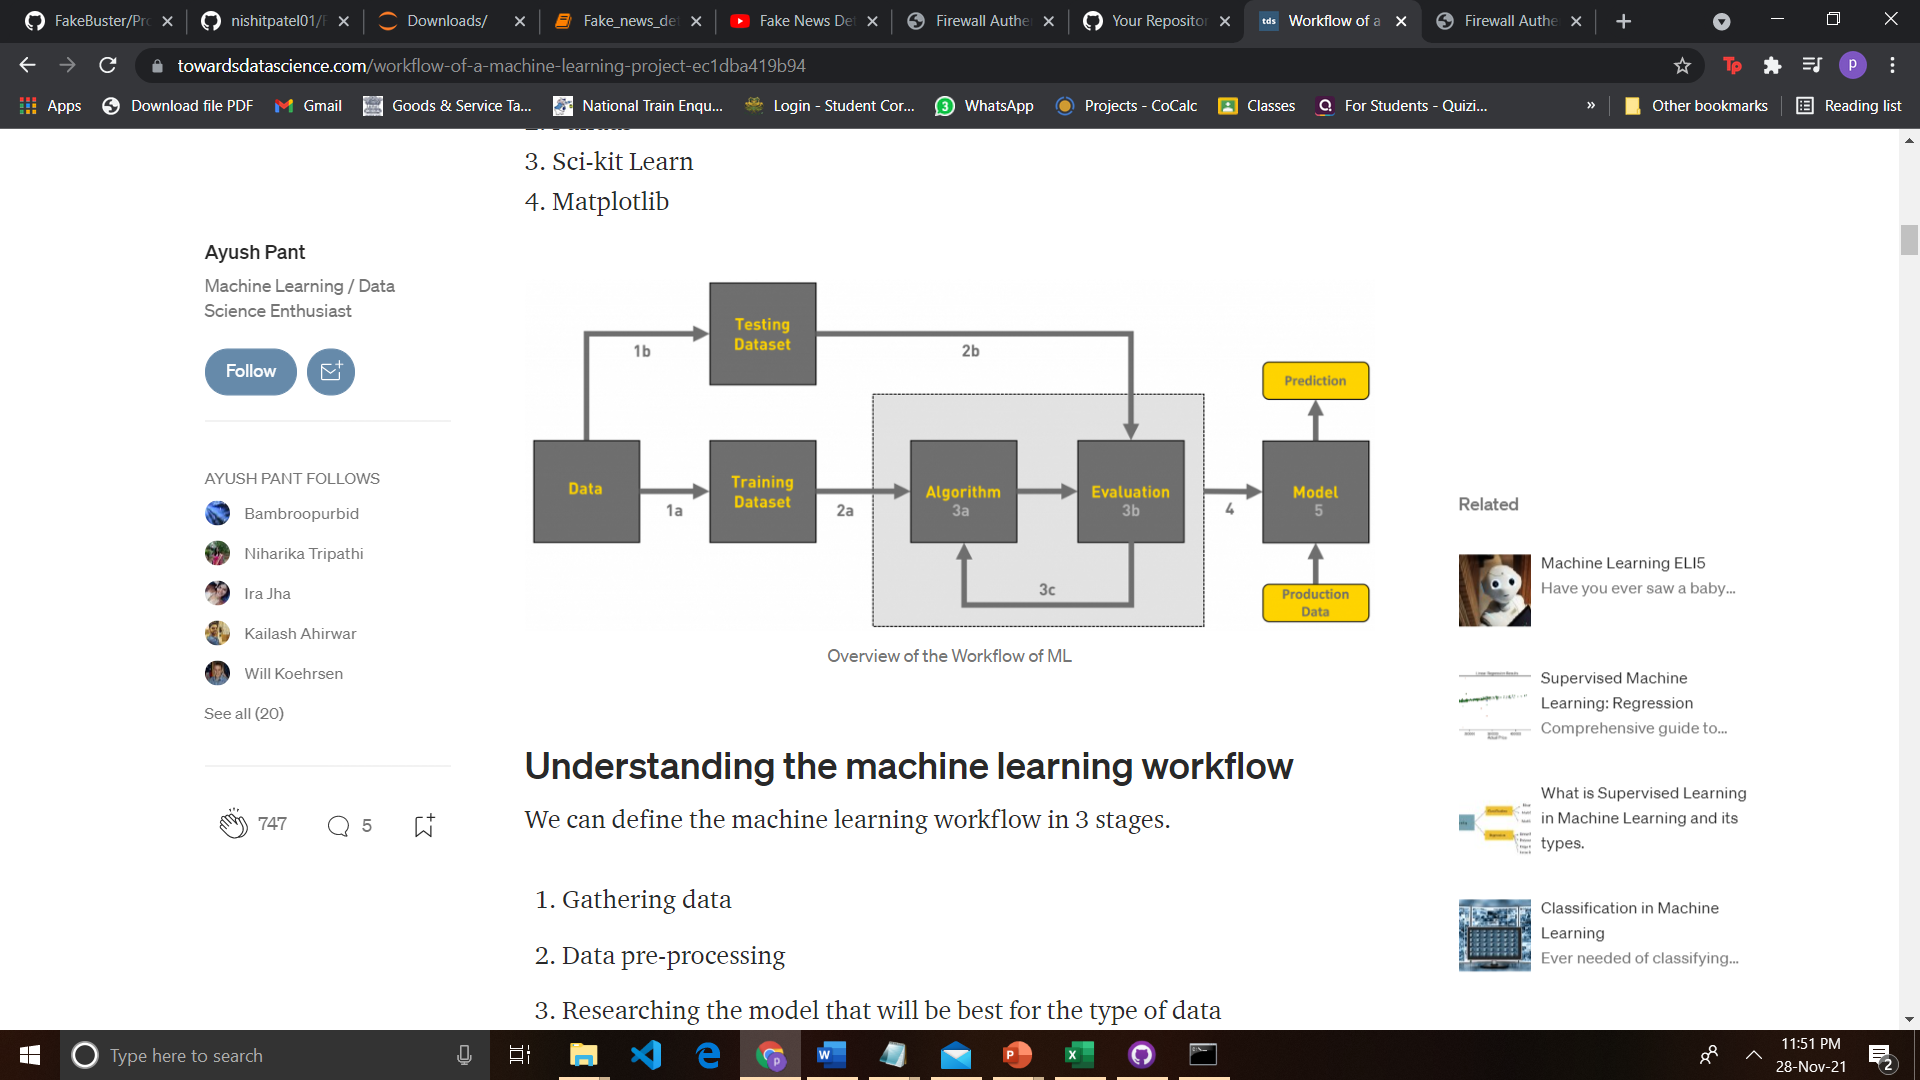 FakeBuster/Pro
nishitpatel01/F
Downloads/
Fake_news_det
Fake News Det
Firewall Authen
Your Repositor
tds Workflow of a
Firewall Authe
towardsdatascience.com/workflow-of-a-machine-learning-project-ec1dba419b94
Tp
P
Apps
Download file PDF
Gmail
Goods & Service Ta...
National Train Enqu...
Login - Student Cor...
3 WhatsApp
Projects - CoCalc
Classes
For Students - Quizi...
»
Other bookmarks
Reading list
3. Sci-kit Learn
4. Matplotlib
Ayush Pant
Machine Learning / Data
Science Enthusiast
Follow
AYUSH PANT FOLLOWS
Bambroopurbid
Niharika Tripathi
Ira Jha
Kailash Ahirwar
Will Koehrsen
See all (20)
747
5
Testing
Dataset
1b
2b
Prediction
Data
1a
Training
Dataset
2a
Algorithm
3a
Evaluation
3b
4
Model
5
3c
Production
Data
Overview of the Workflow of ML
Understanding the machine learning workflow
We can define the machine learning workflow in 3 stages.
1. Gathering data
2. Data pre-processing
3. Researching the model that will be best for the type of data
Related
Machine Learning ELI5
Have you ever saw a baby...
Supervised Machine
Learning: Regression
Comprehensive guide to...
What is Supervised Learning
in Machine Learning and its
types.
Classification in Machine
Learning
Ever needed of classifying...
Type here to search
11:51 PM
28-Nov-21
2